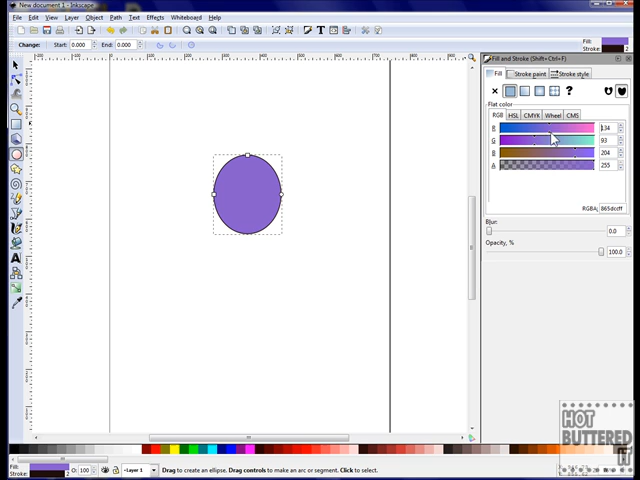 New document 1 - Inkscape
File Edit View Layer Object Path Text Effects Whiteboard Help
Change: Start: 0.000 End: 0.000
Fill:
Stroke: 2
Fill and Stroke (Shift+Ctrl+F)
Fill Stroke paint Stroke style
Flat color
RGB HSL CMYK Wheel CMS
R 134
G 93
B 204
A 255
RGBA: 865dccff
Blur:
0.0
Opacity, %
100.0
HOT
BUTTERED
IT
Fill:
Stroke: 2
O: 100
Layer 1
Drag to create an ellipse. Drag controls to make an arc or segment. Click to select.